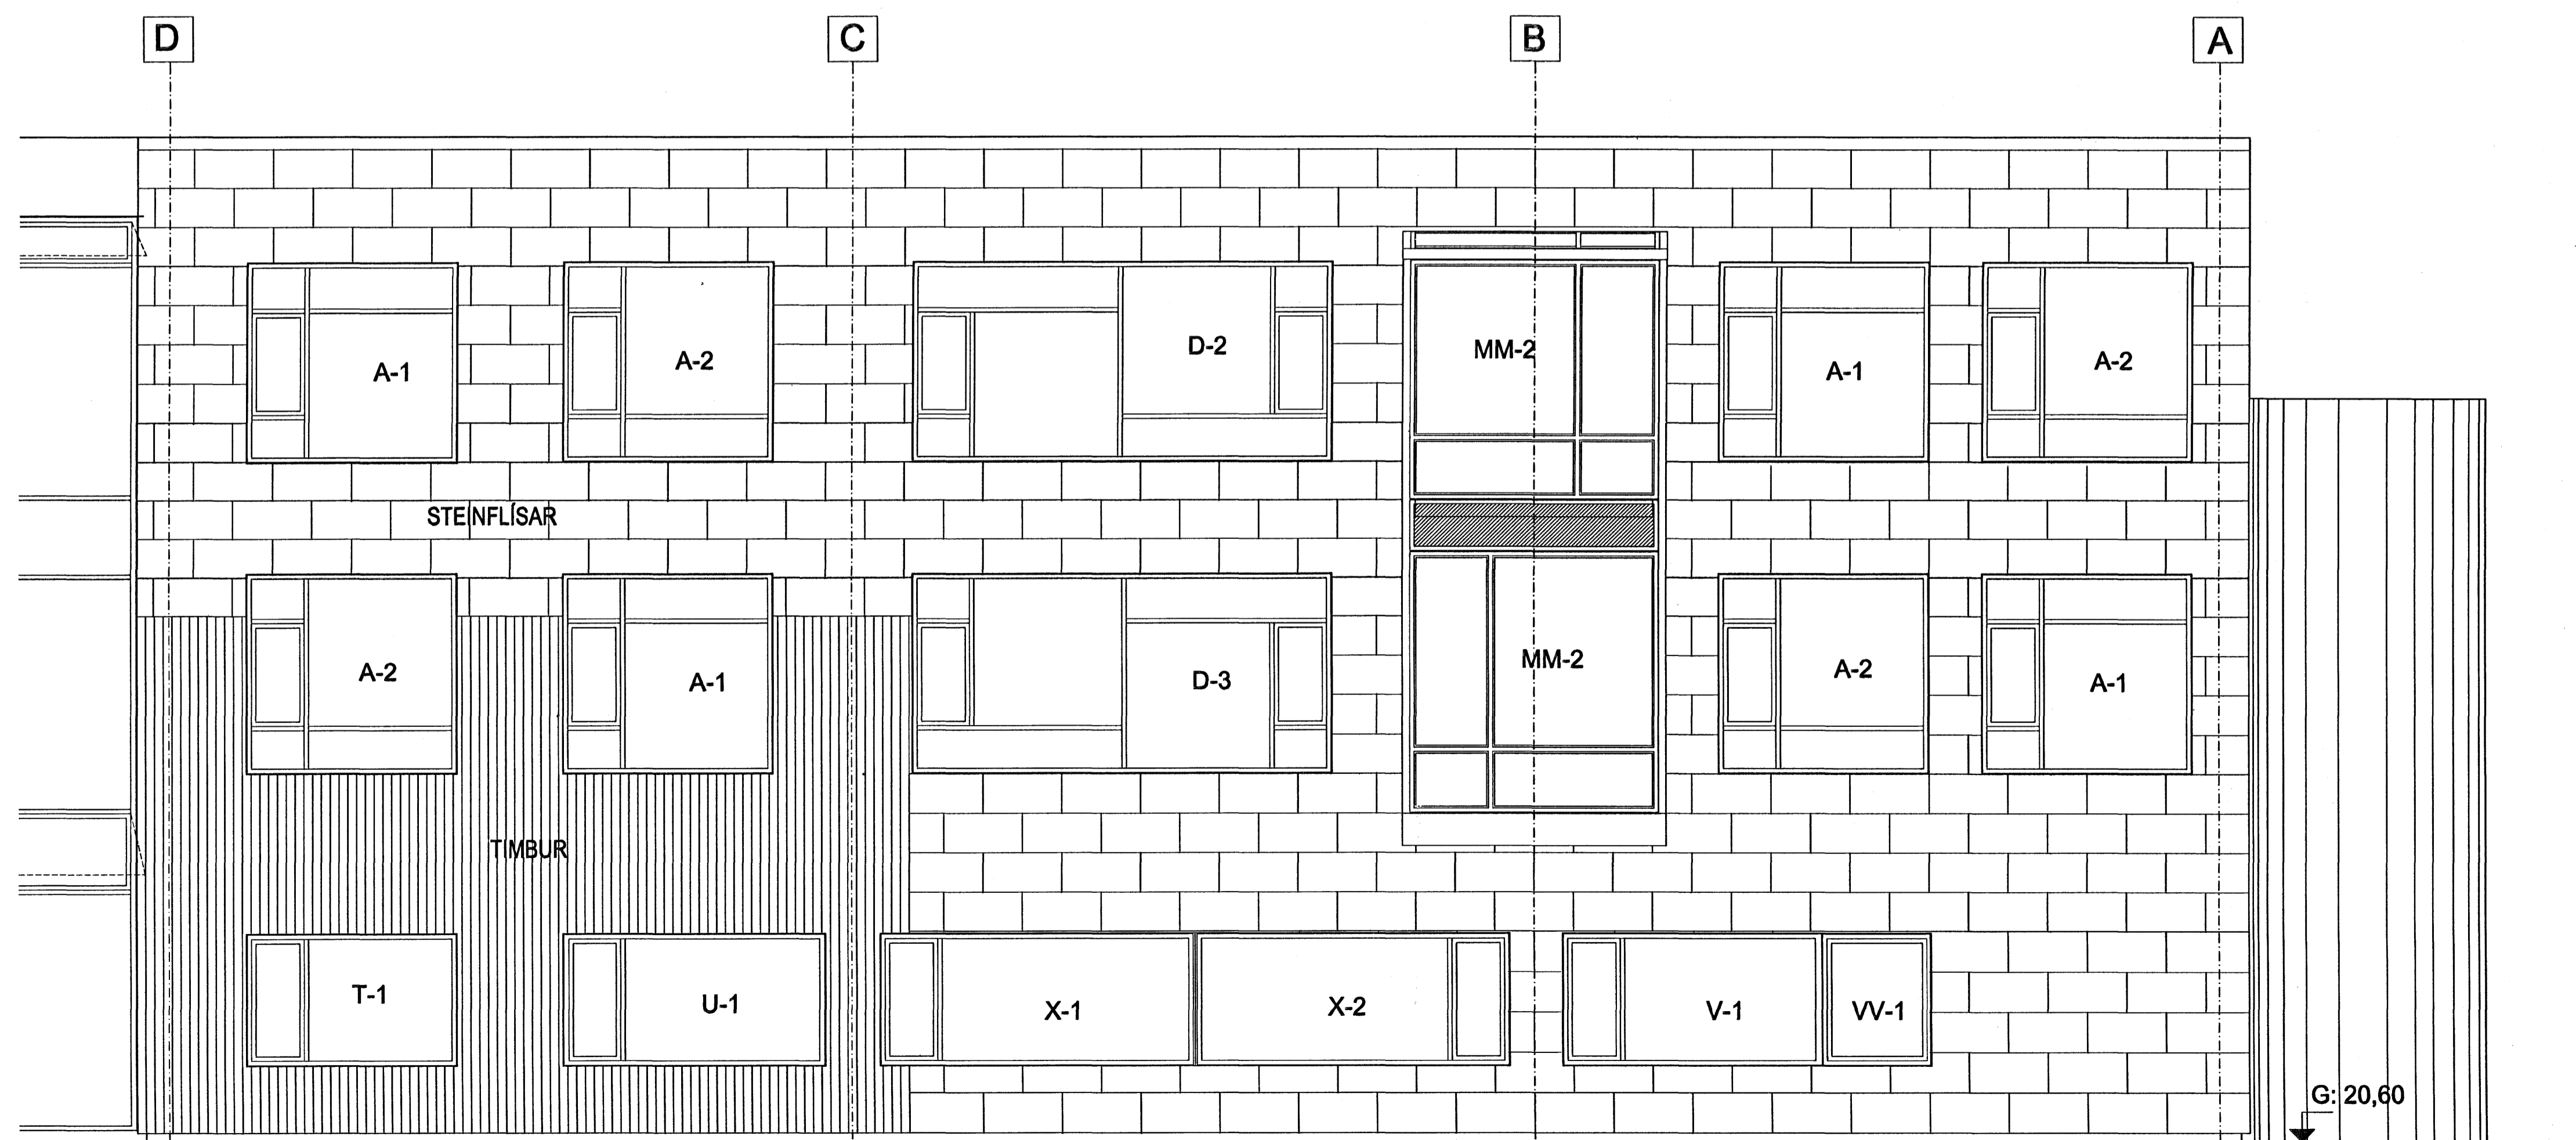 D
C
B
A
A-1
A-2
D-2
MM-2
A-1
A-2
STEINFLÍSAR
A-2
A-1
D-3
MM-2
A-2
A-1
TIMBUR
T-1
U-1
X-1
X-2
V-1
VV-1
G: 20,60